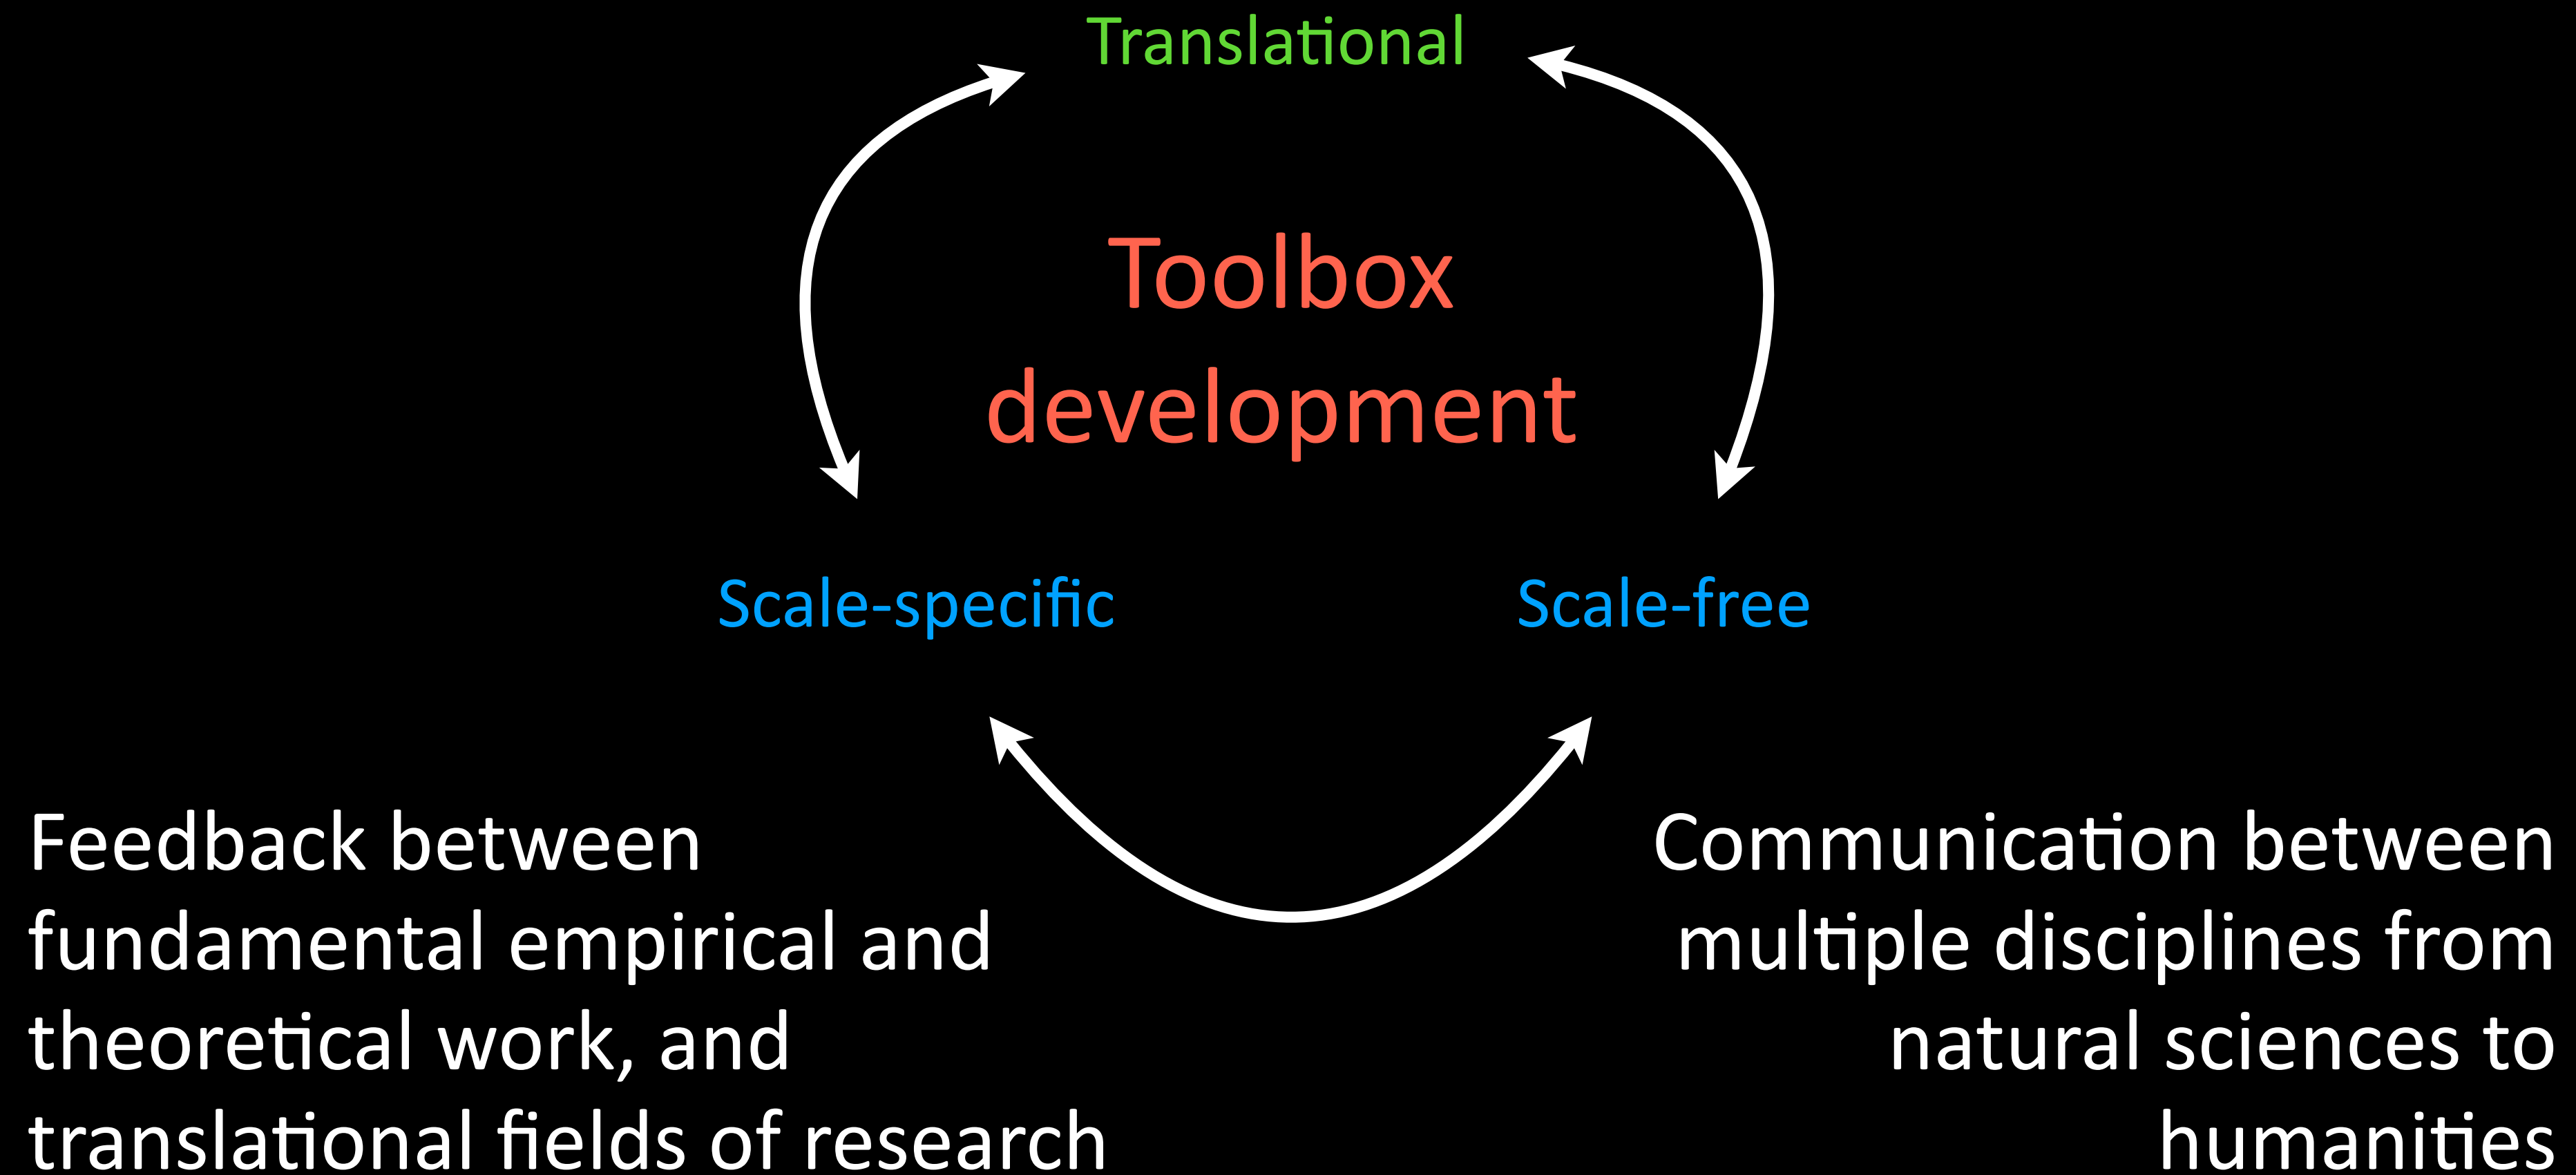 Translational
Toolbox
development
Scale-specific
Scale-free
Feedback between
fundamental empirical and
theoretical work, and
translational fields of research
Communication between
multiple disciplines from
natural sciences to
humanities